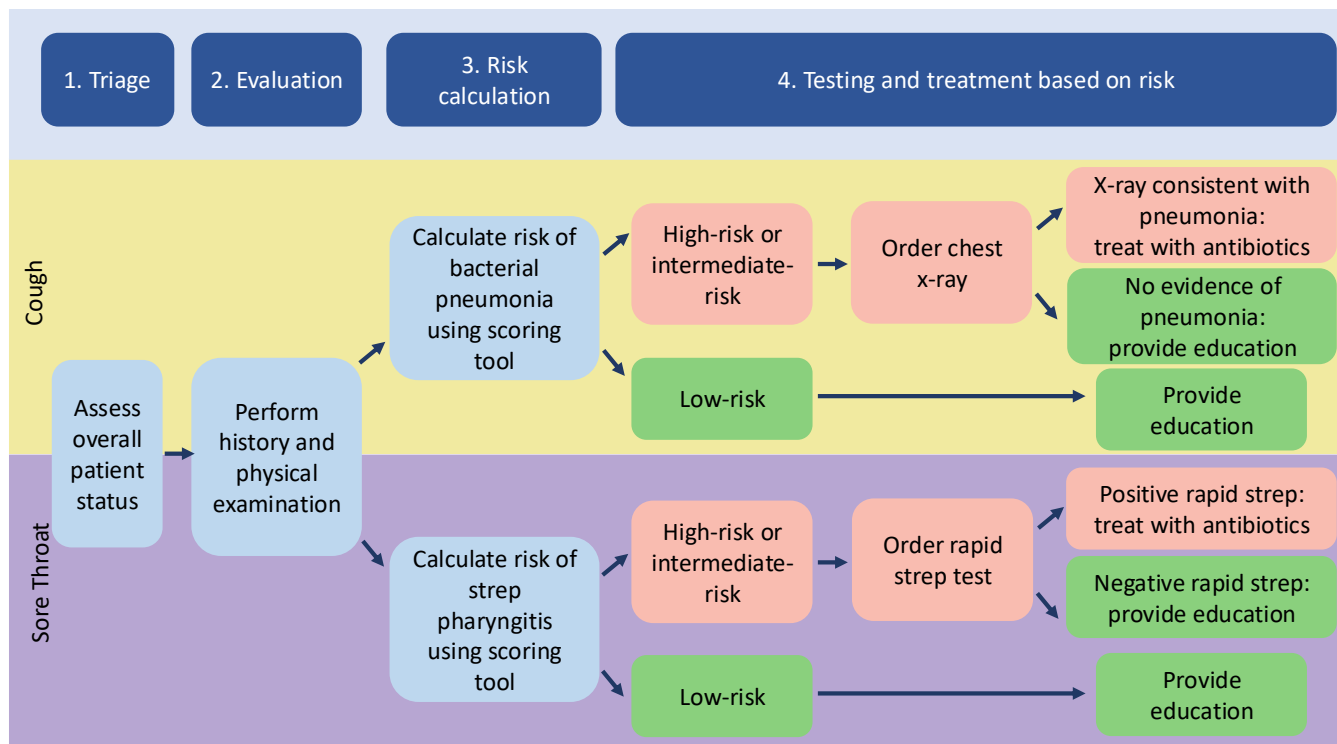 1. Triage
2. Evaluation
3. Risk
calculation
4. Testing and treatment based on risk
Cough
Calculate risk of
bacterial
pneumonia
using scoring
tool
High-risk or
intermediate-
risk
Order chest
x-ray
X-ray consistent with
pneumonia:
treat with antibiotics
No evidence of
pneumonia:
provide education
Low-risk
Provide
education
Assess
overall
patient
status
Perform
history and
physical
examination
Sore Throat
Calculate risk of
strep
pharyngitis
using scoring
tool
High-risk or
intermediate-
risk
Order rapid
strep test
Positive rapid strep:
treat with antibiotics
Negative rapid strep:
provide education
Low-risk
Provide
education